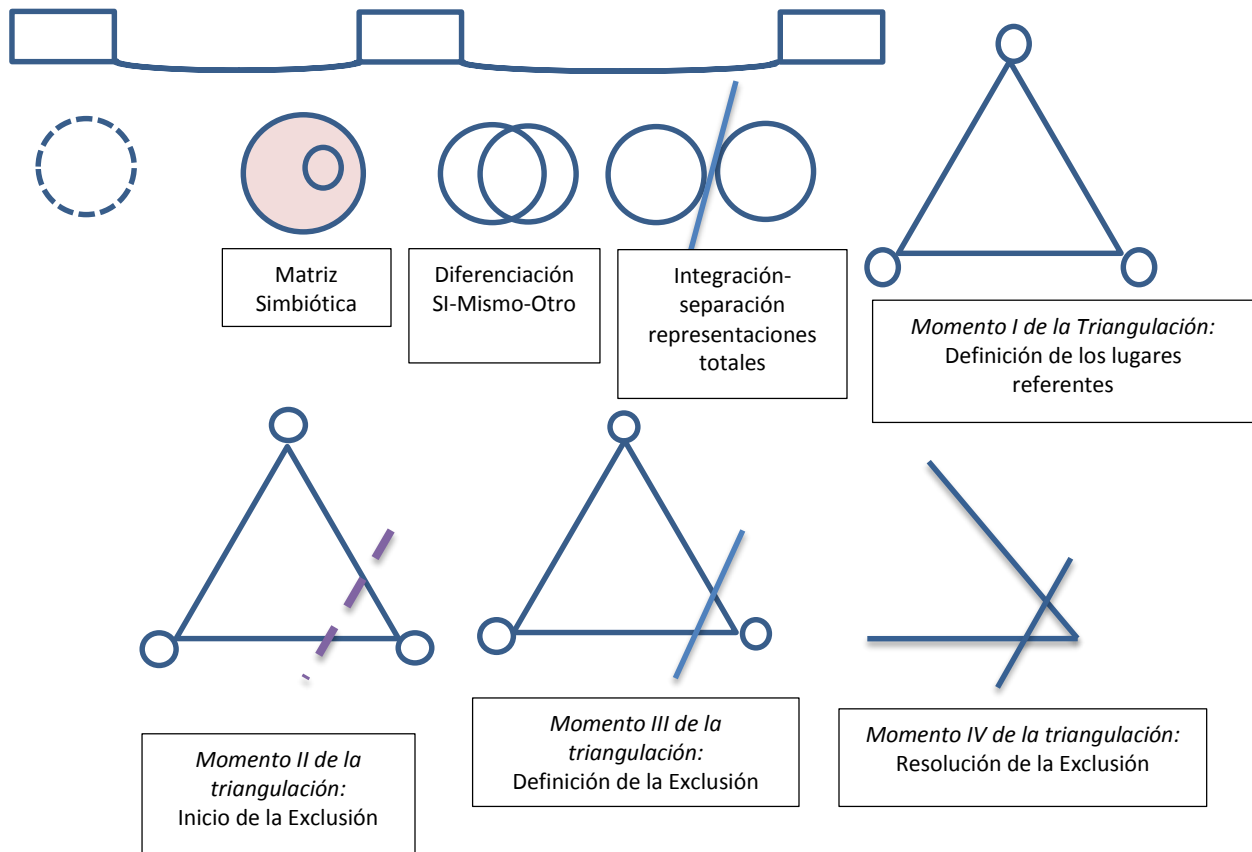 Matriz
Simbiótica
Diferenciación
SI-Mismo-Otro
Integración-
separación
representaciones
totales
Momento I de la Triangulación:
Definición de los lugares
referentes
Momento II de la
triangulación:
Inicio de la Exclusión
Momento III de la
triangulación:
Definición de la Exclusión
Momento IV de la triangulación:
Resolución de la Exclusión